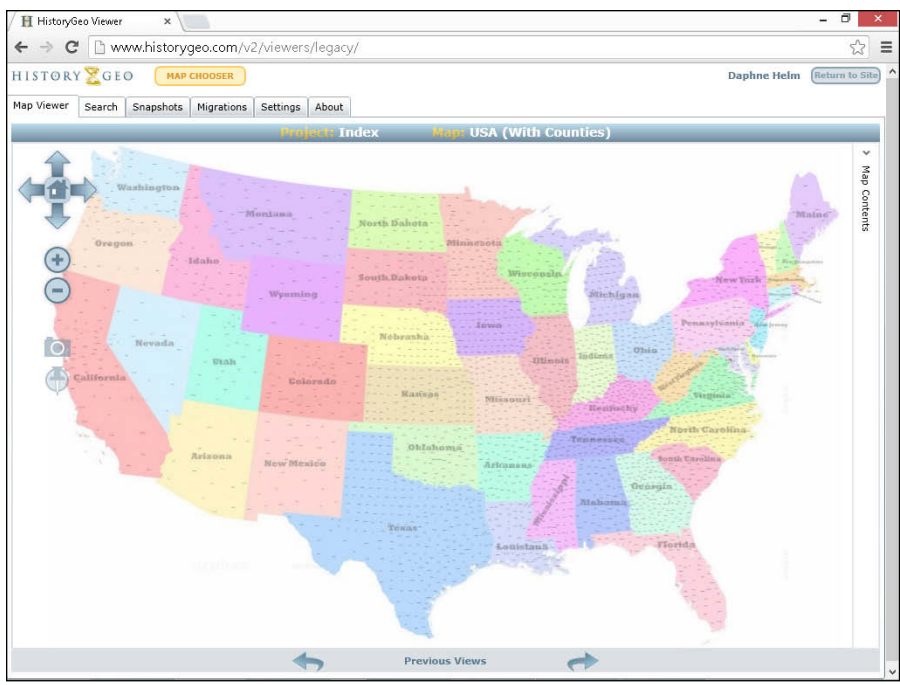 HistoryGeo Viewer
www.historygeo.com/v2/viewers/legacy/
HISTORY GEO MAP CHOOSER Daphne Helm Return to Site
Map Viewer Search Snapshots Migrations Settings About
Project: Index Map: USA (With Counties)
Map Contents
Washington
Montana
North Dakota
Minnesota
Maine
Oregon
Idaho
South Dakota
Wisconsin
New York
Wyoming
Michigan
Iowa
Pennsylvania
New Jersey
Nebraska
Nevada
Utah
Illinois
Indiana
Ohio
West Virginia
California
Colorado
Kansas
Missouri
Virginia
Kentucky
North Carolina
Tennessee
Arizona
New Mexico
Oklahoma
Arkansas
South Carolina
Georgia
Mississippi
Alabama
Texas
Louisiana
Florida
Previous Views